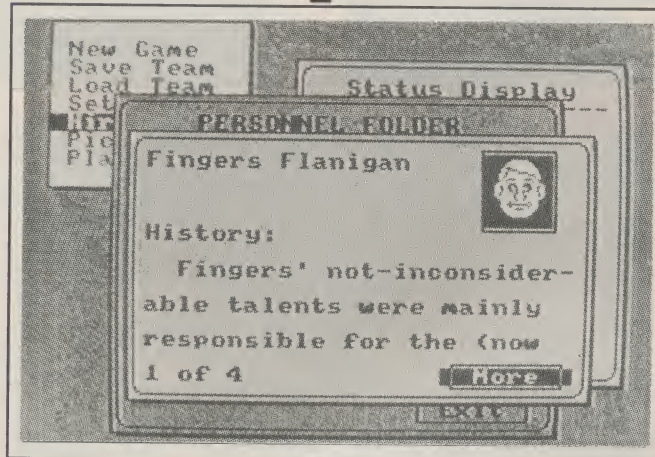 New Game
Save Team
Load Team
Set
Status Display
PERSONNEL FOLDER
Fingers Flanigan
History:
Fingers' not-inconsider-
able talents were mainly
responsible for the (now
1 of 4
More
Exit